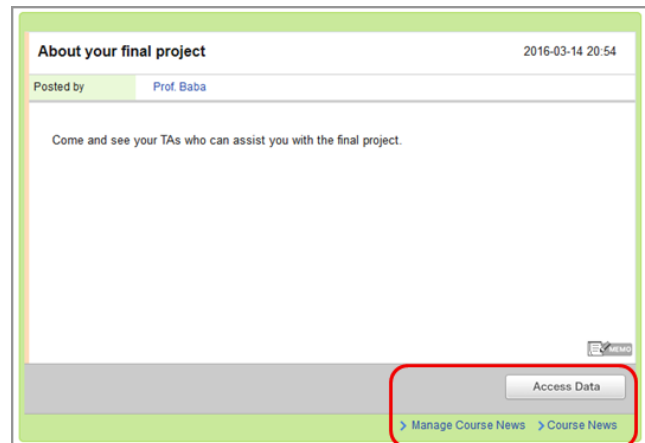 About your final project 2016-03-14 20:54
Posted by Prof. Baba
Come and see your TAs who can assist you with the final project.
MEMO
Access Data
Manage Course News Course News